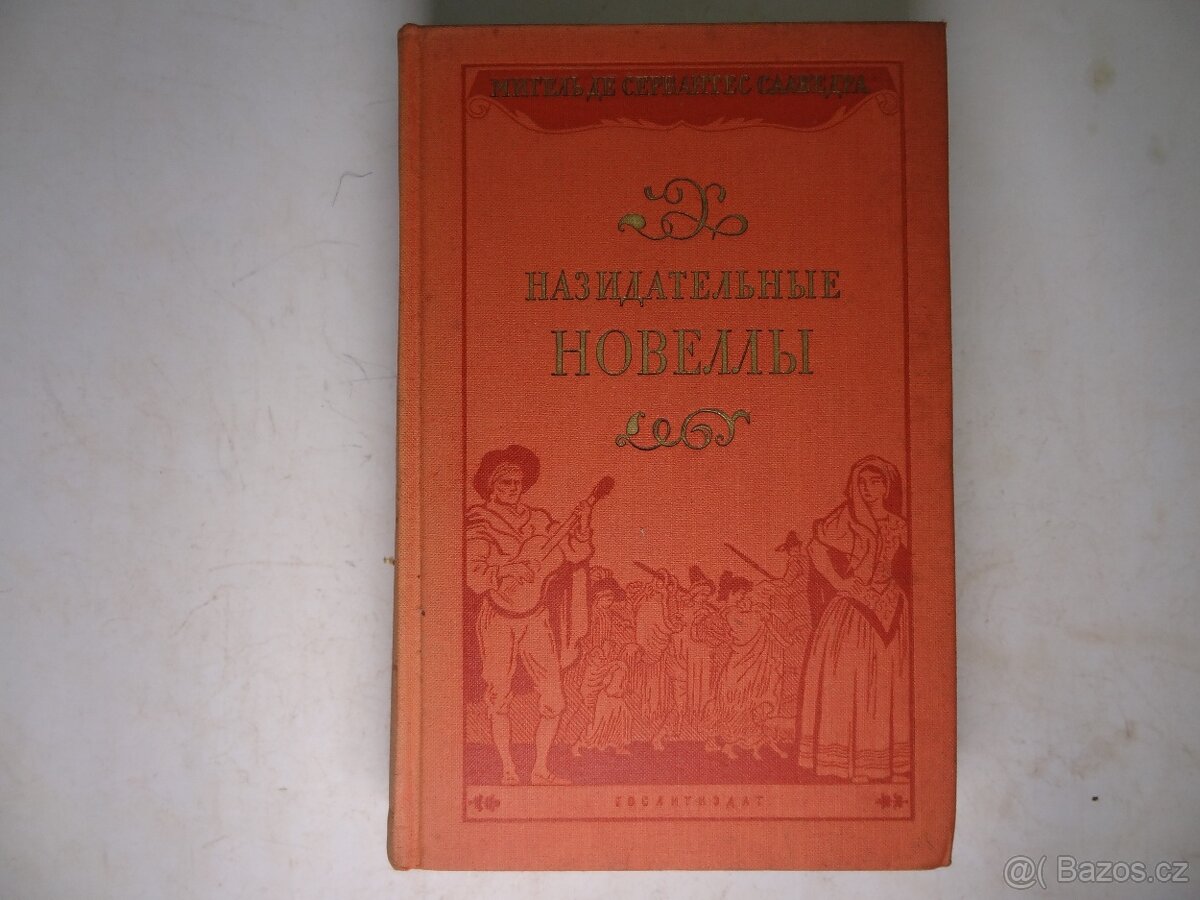 МИГЕЛЬ ДЕ СЕРВАНТЕС СААВЕДРА
НАЗИДАТЕЛЬНЫЕ
НОВЕЛЛЫ
ГОСЛИТИЗДАТ
@( Bazos.cz